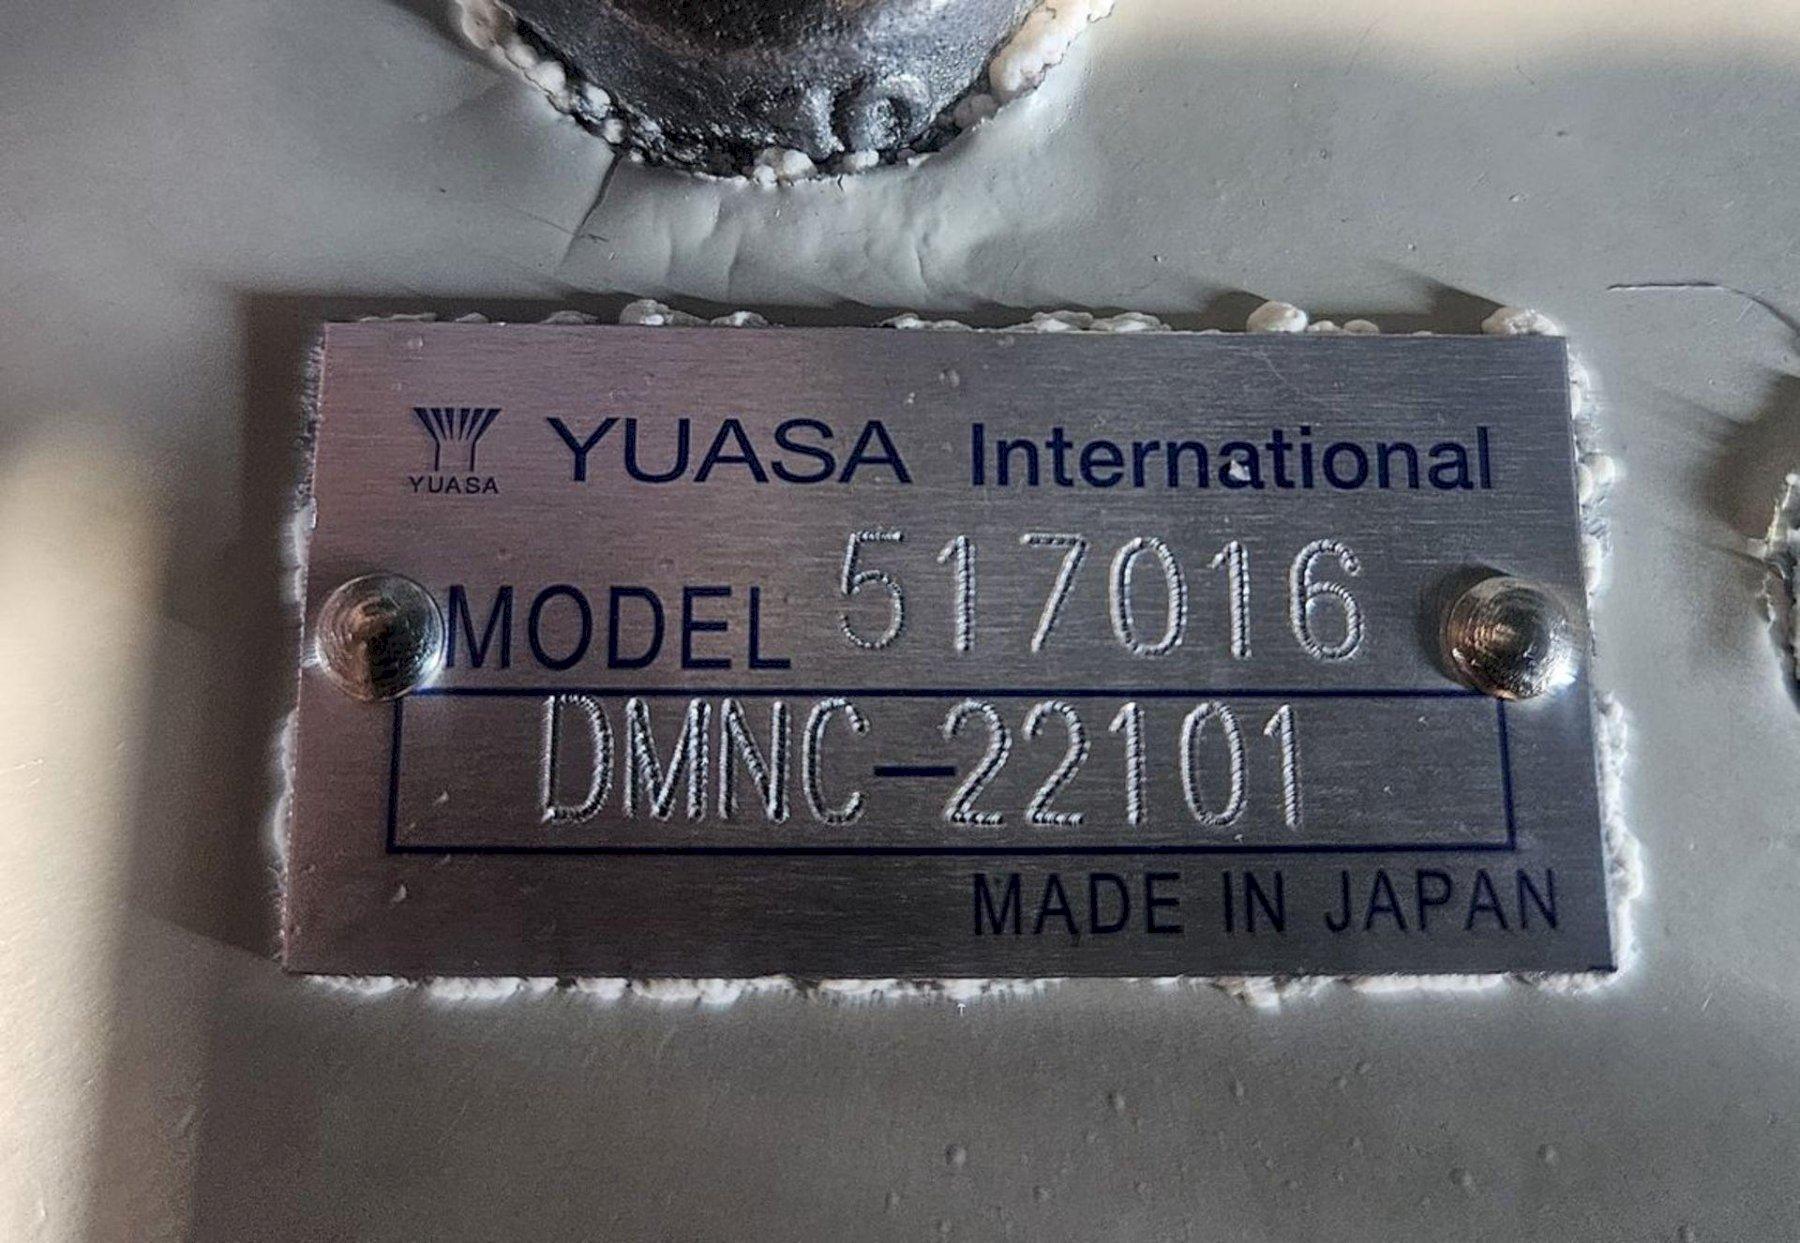 YUASA YUASA International
MODEL 517016
DMNC-22101
MADE IN JAPAN